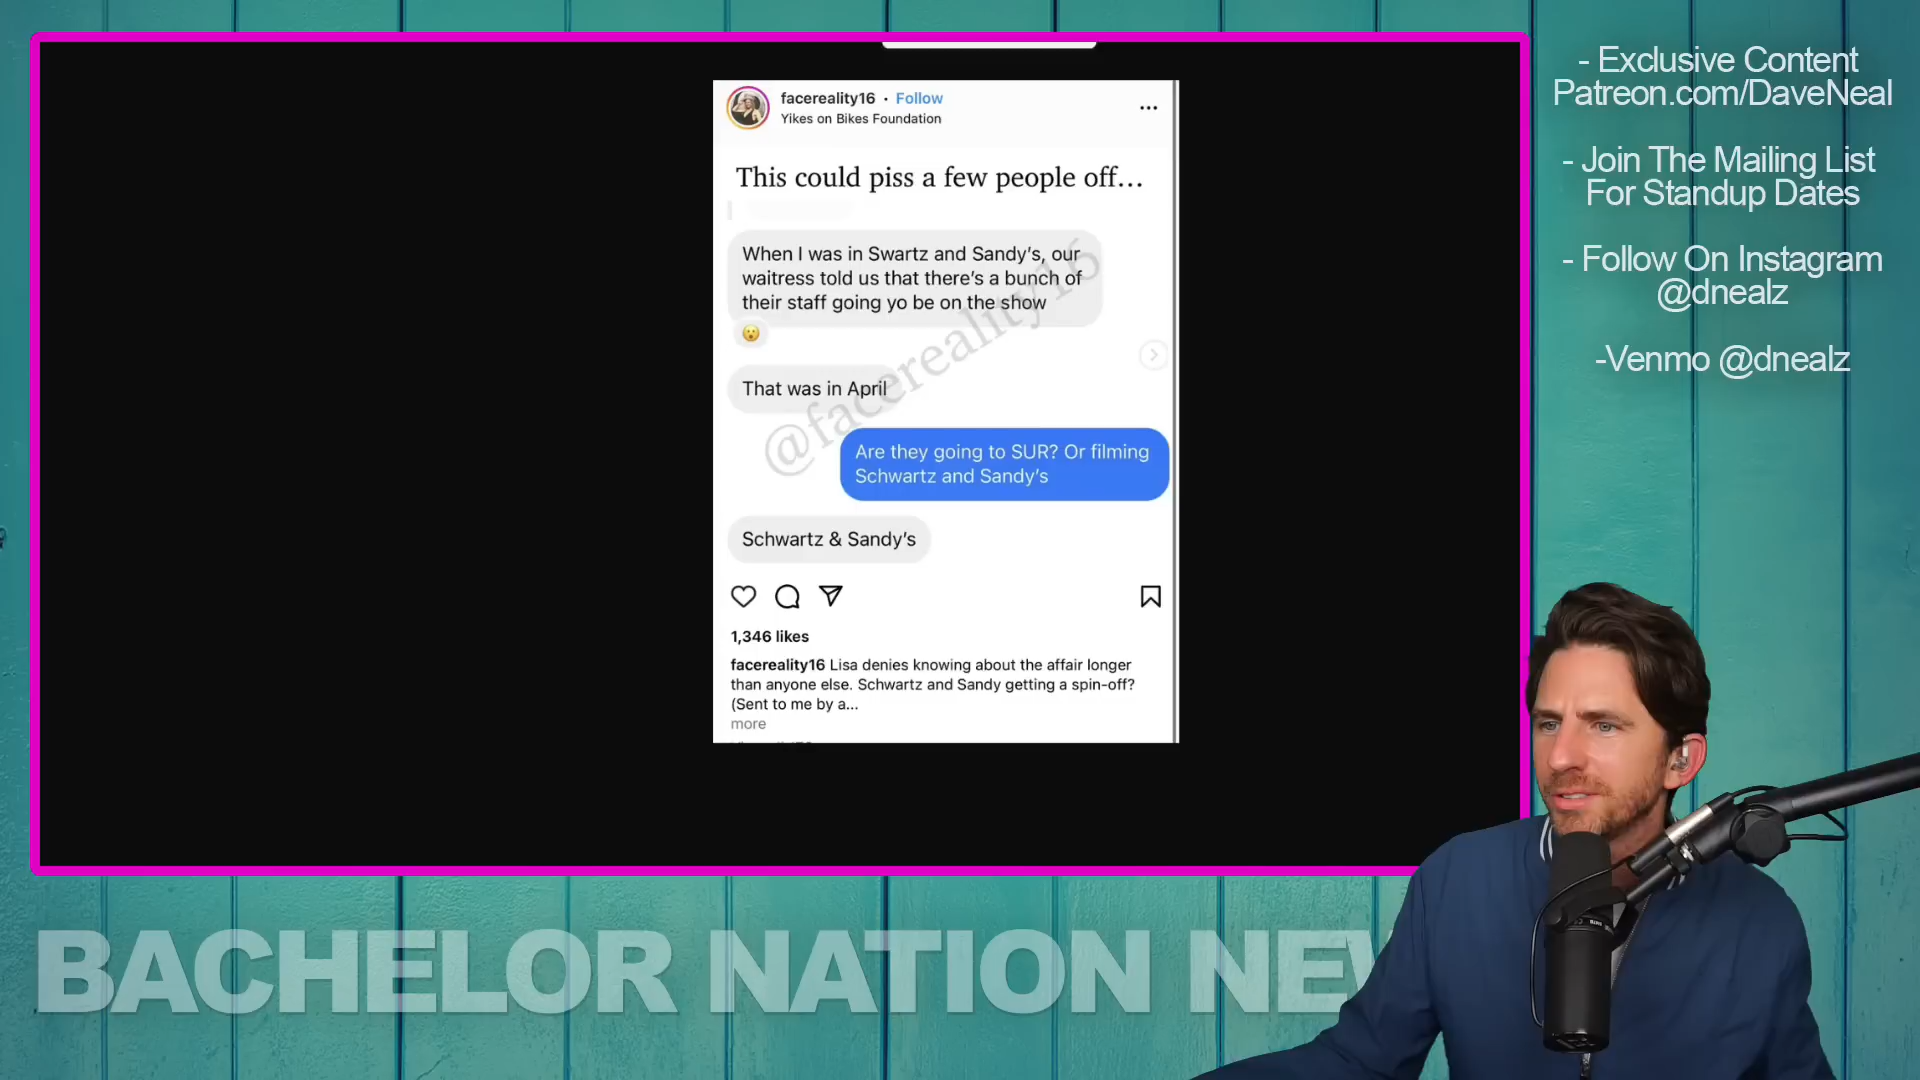 facereality16 · Follow
Yikes on Bikes Foundation
This could piss a few people off...
When I was in Swartz and Sandy's, our
waitress told us that there's a bunch of
their staff going yo be on the show
That was in April
@facereality16
Are they going to SUR? Or filming
Schwartz and Sandy's
Schwartz & Sandy's
1,346 likes
facereality16 Lisa denies knowing about the affair longer
than anyone else. Schwartz and Sandy getting a spin-off?
(Sent to me by a...
more
- Exclusive Content
Patreon.com/DaveNeal
- Join The Mailing List
For Standup Dates
- Follow On Instagram
@dnealz
-Venmo @dnealz
BACHELOR NATION NEW